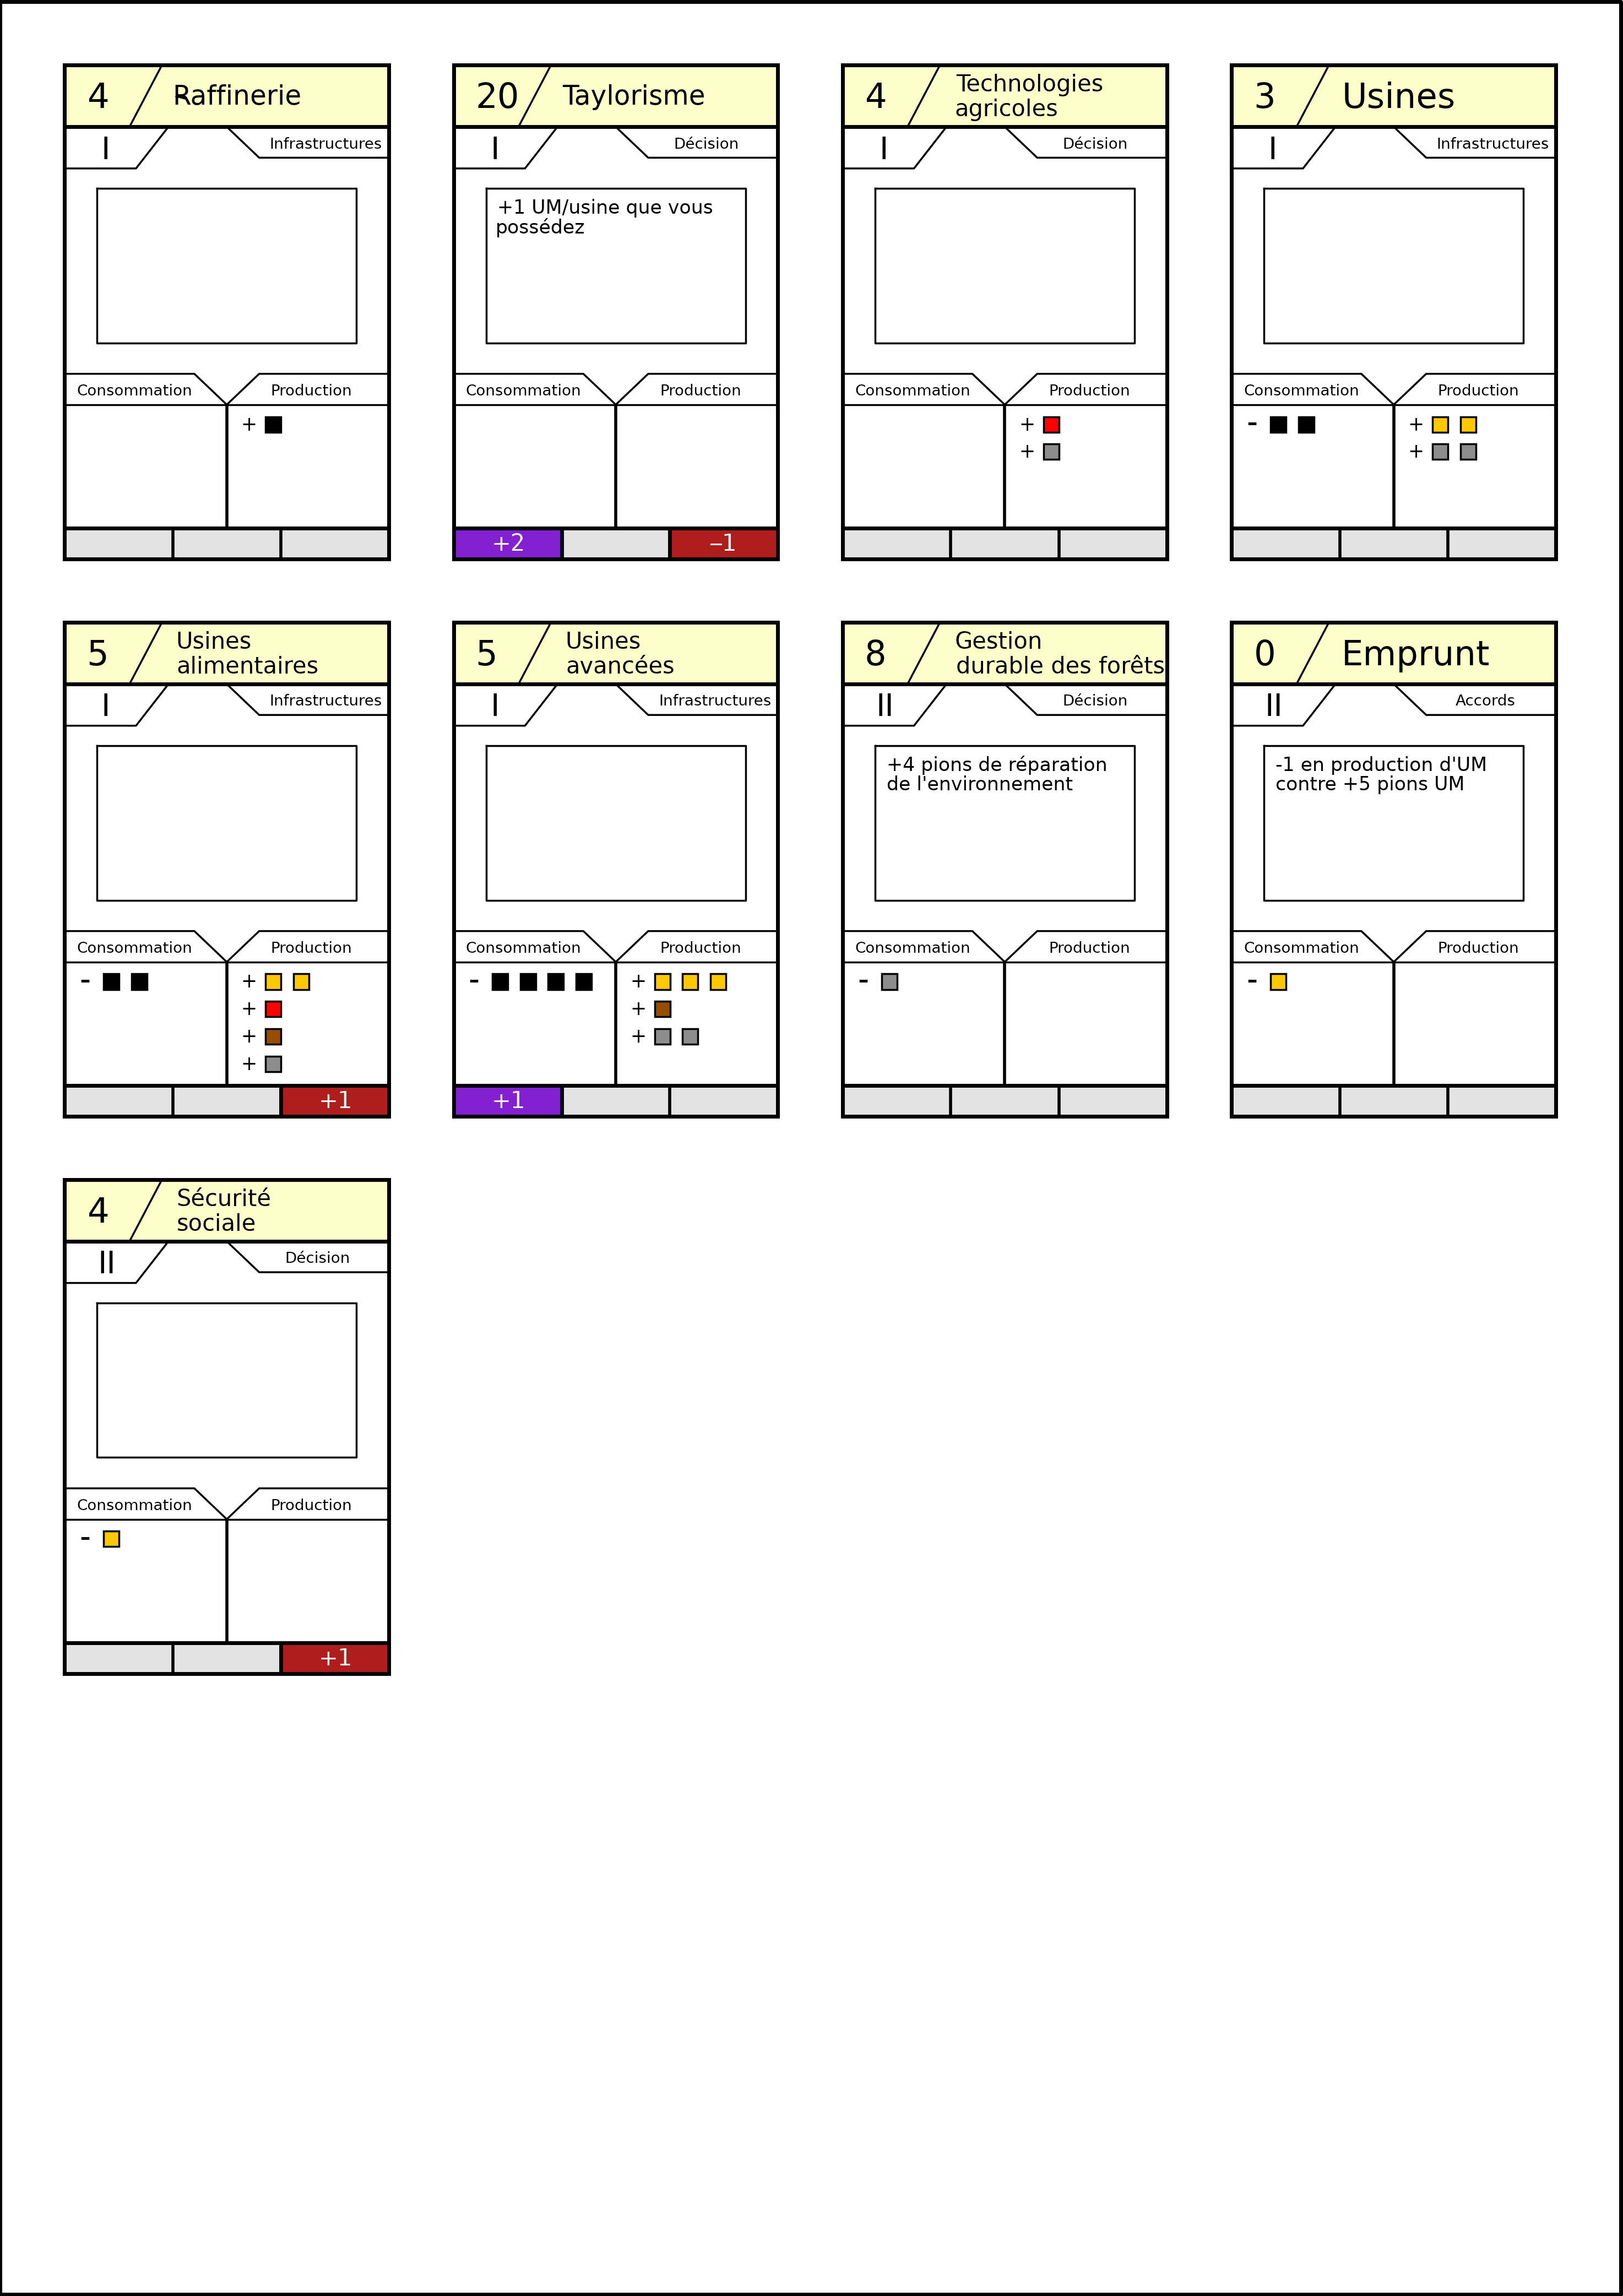 4 Raffinerie
I Infrastructures
Consommation Production
+
20 Taylorisme
I Décision
+1 UM/usine que vous
possédez
Consommation Production
+2 –1
4 Technologies
agricoles
I Décision
Consommation Production
+
+
3 Usines
I Infrastructures
Consommation Production
- +
+
5 Usines
alimentaires
I Infrastructures
Consommation Production
- +
+
+
+
+1
5 Usines
avancées
I Infrastructures
Consommation Production
- +
+
+
+1
8 Gestion
durable des forêts
II Décision
+4 pions de réparation
de l'environnement
Consommation Production
-
0 Emprunt
II Accords
-1 en production d'UM
contre +5 pions UM
Consommation Production
-
4 Sécurité
sociale
II Décision
Consommation Production
-
+1